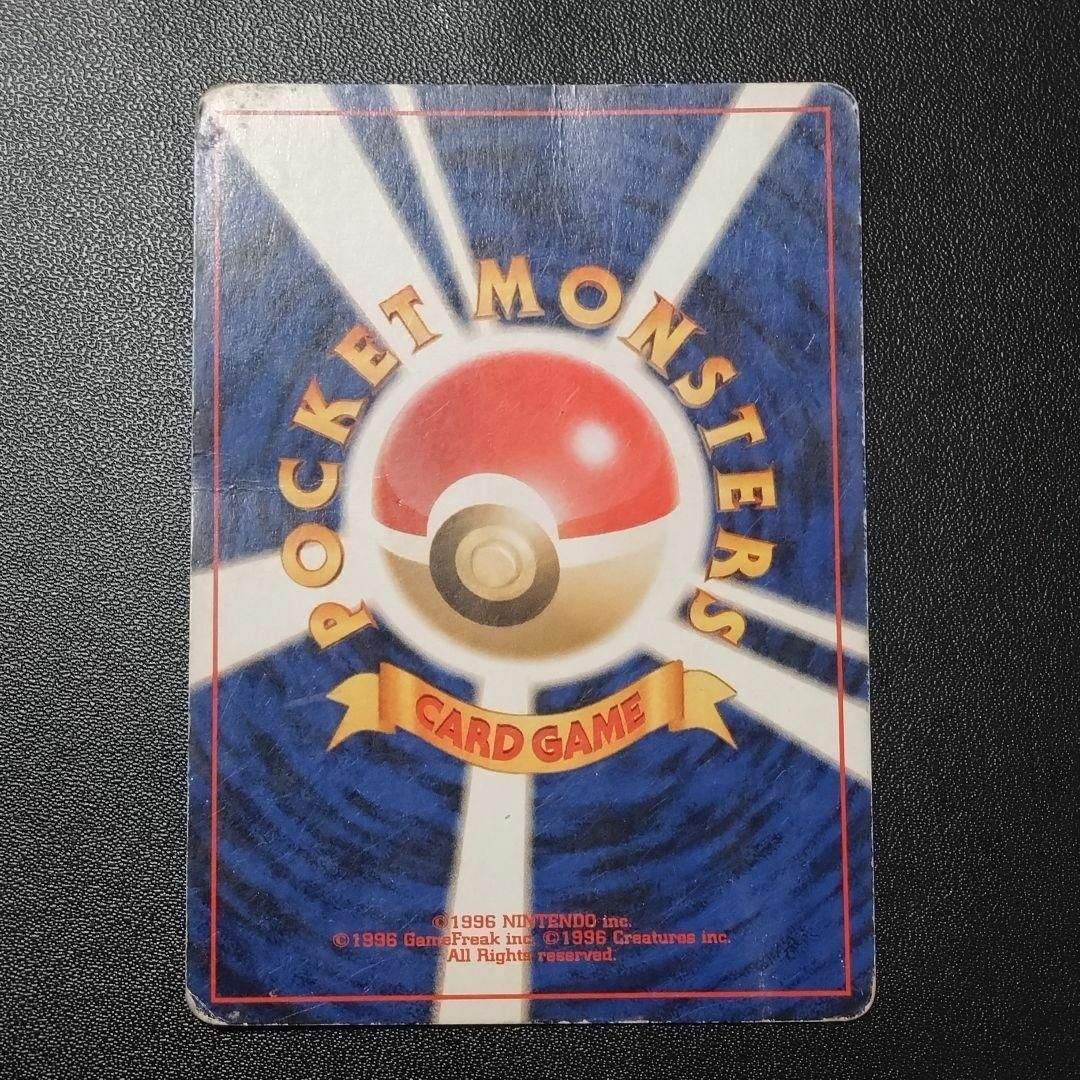 POCKET MONSTERS
CARD GAME
©1996 NINTENDO inc.
©1996 GameFreak inc. ©1996 Creatures inc.
All Rights reserved.